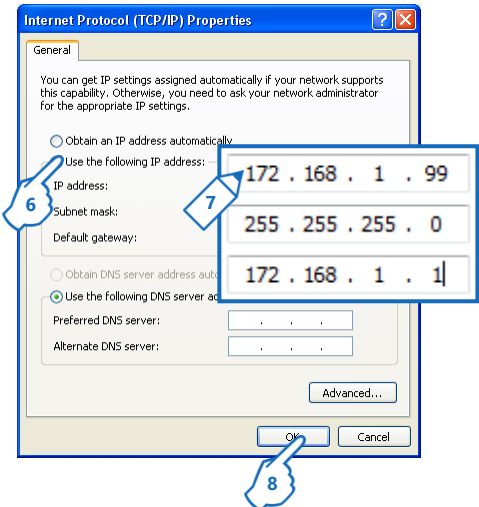 Internet Protocol (TCP/IP) Properties
General
You can get IP settings assigned automatically if your network supports
this capability. Otherwise, you need to ask your network administrator
for the appropriate IP settings.
Obtain an IP address automatically
Use the following IP address:
6
IP address:
7
172 . 168 . 1 . 99
Subnet mask:
255 . 255 . 255 . 0
Default gateway:
172 . 168 . 1 . 1
Obtain DNS server address
Use the following DNS server
Preferred DNS server:
. . .
Alternate DNS server:
. . .
Advanced...
OK Cancel
8